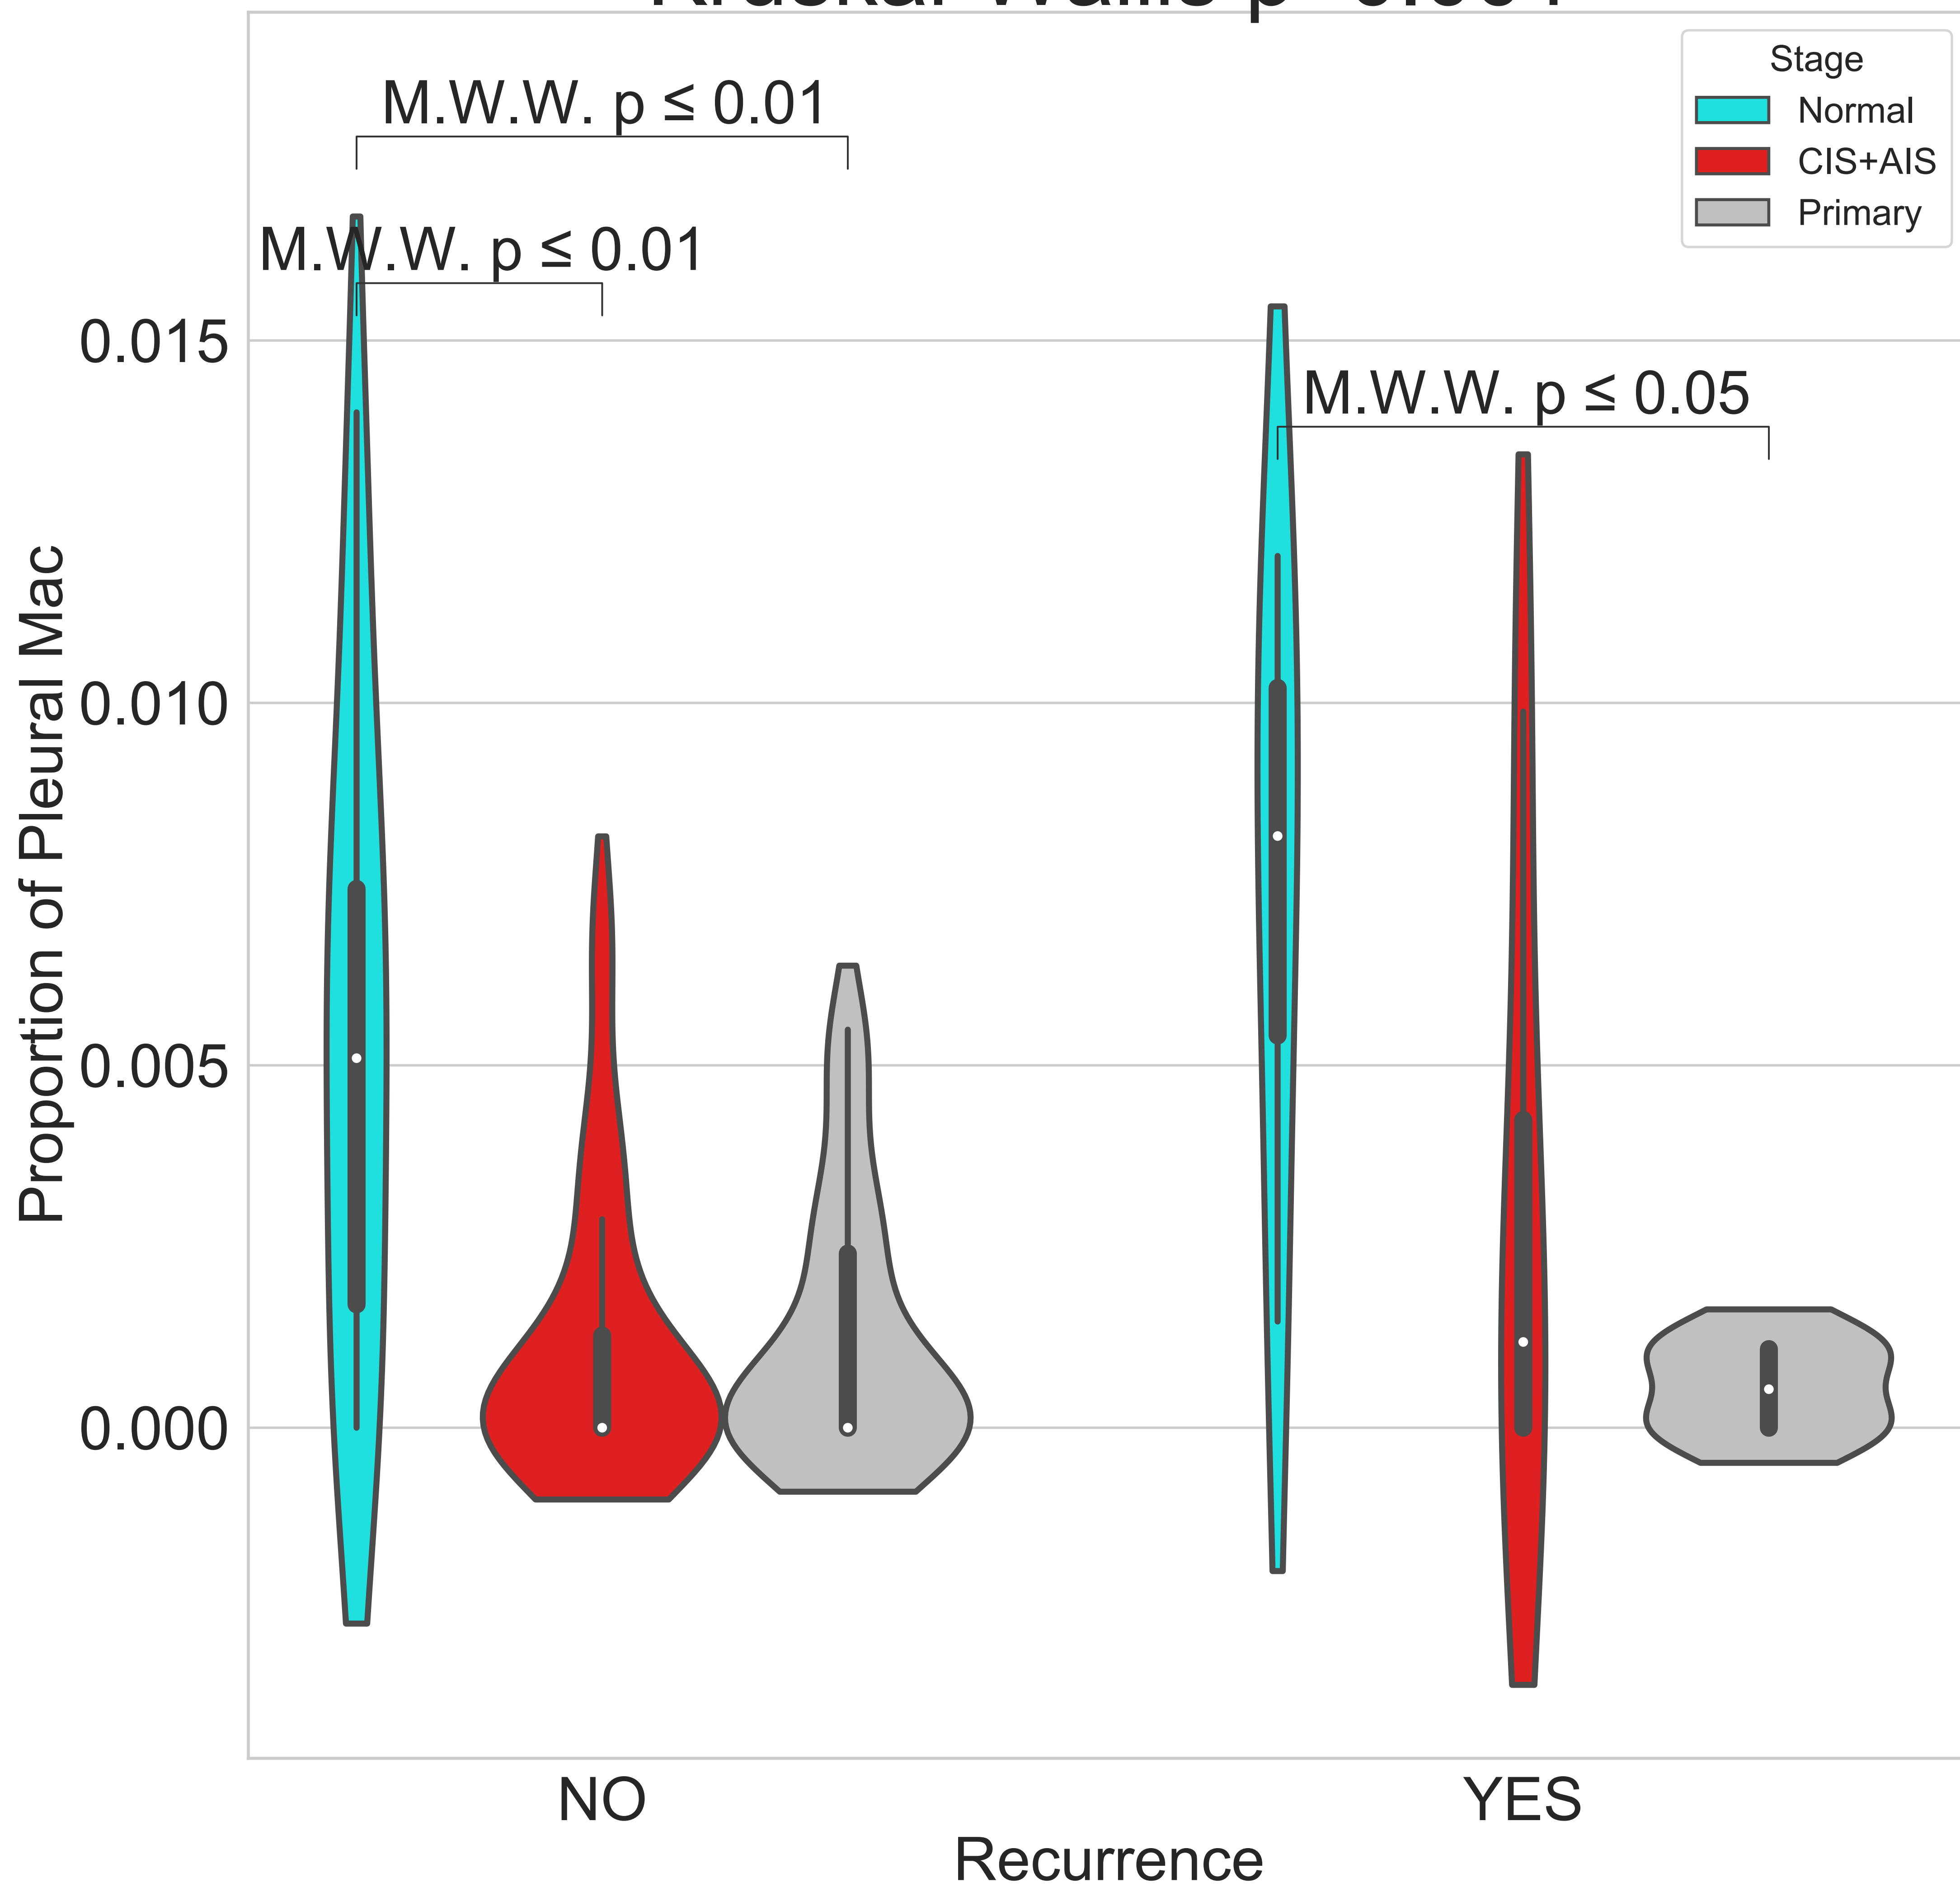 Stage
Normal
CIS+AIS
Primary
M.W.W. p ≤ 0.01
M.W.W. p ≤ 0.01
M.W.W. p ≤ 0.05
0.015
0.010
0.005
0.000
Proportion of Pleural Mac
NO
YES
Recurrence